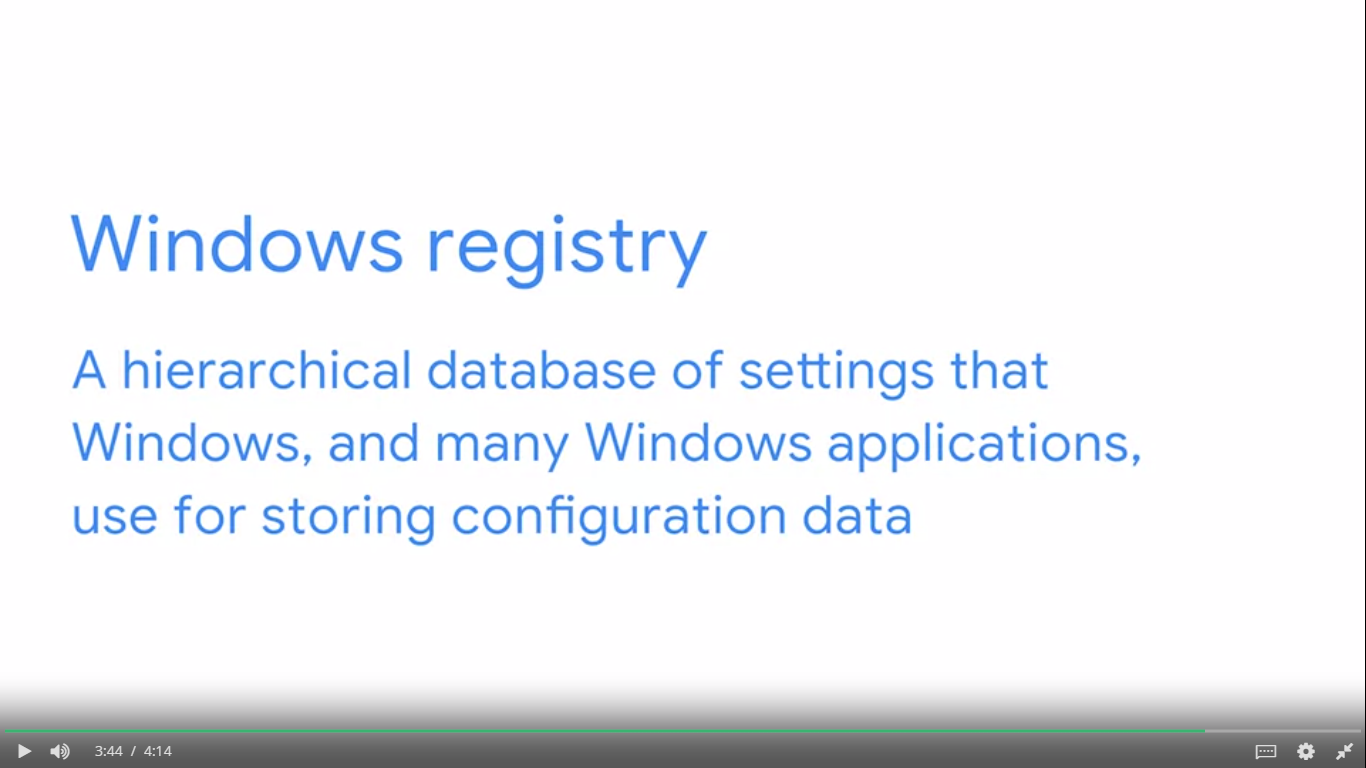 Windows registry
A hierarchical database of settings that
Windows, and many Windows applications,
use for storing configuration data
3:44 / 4:14